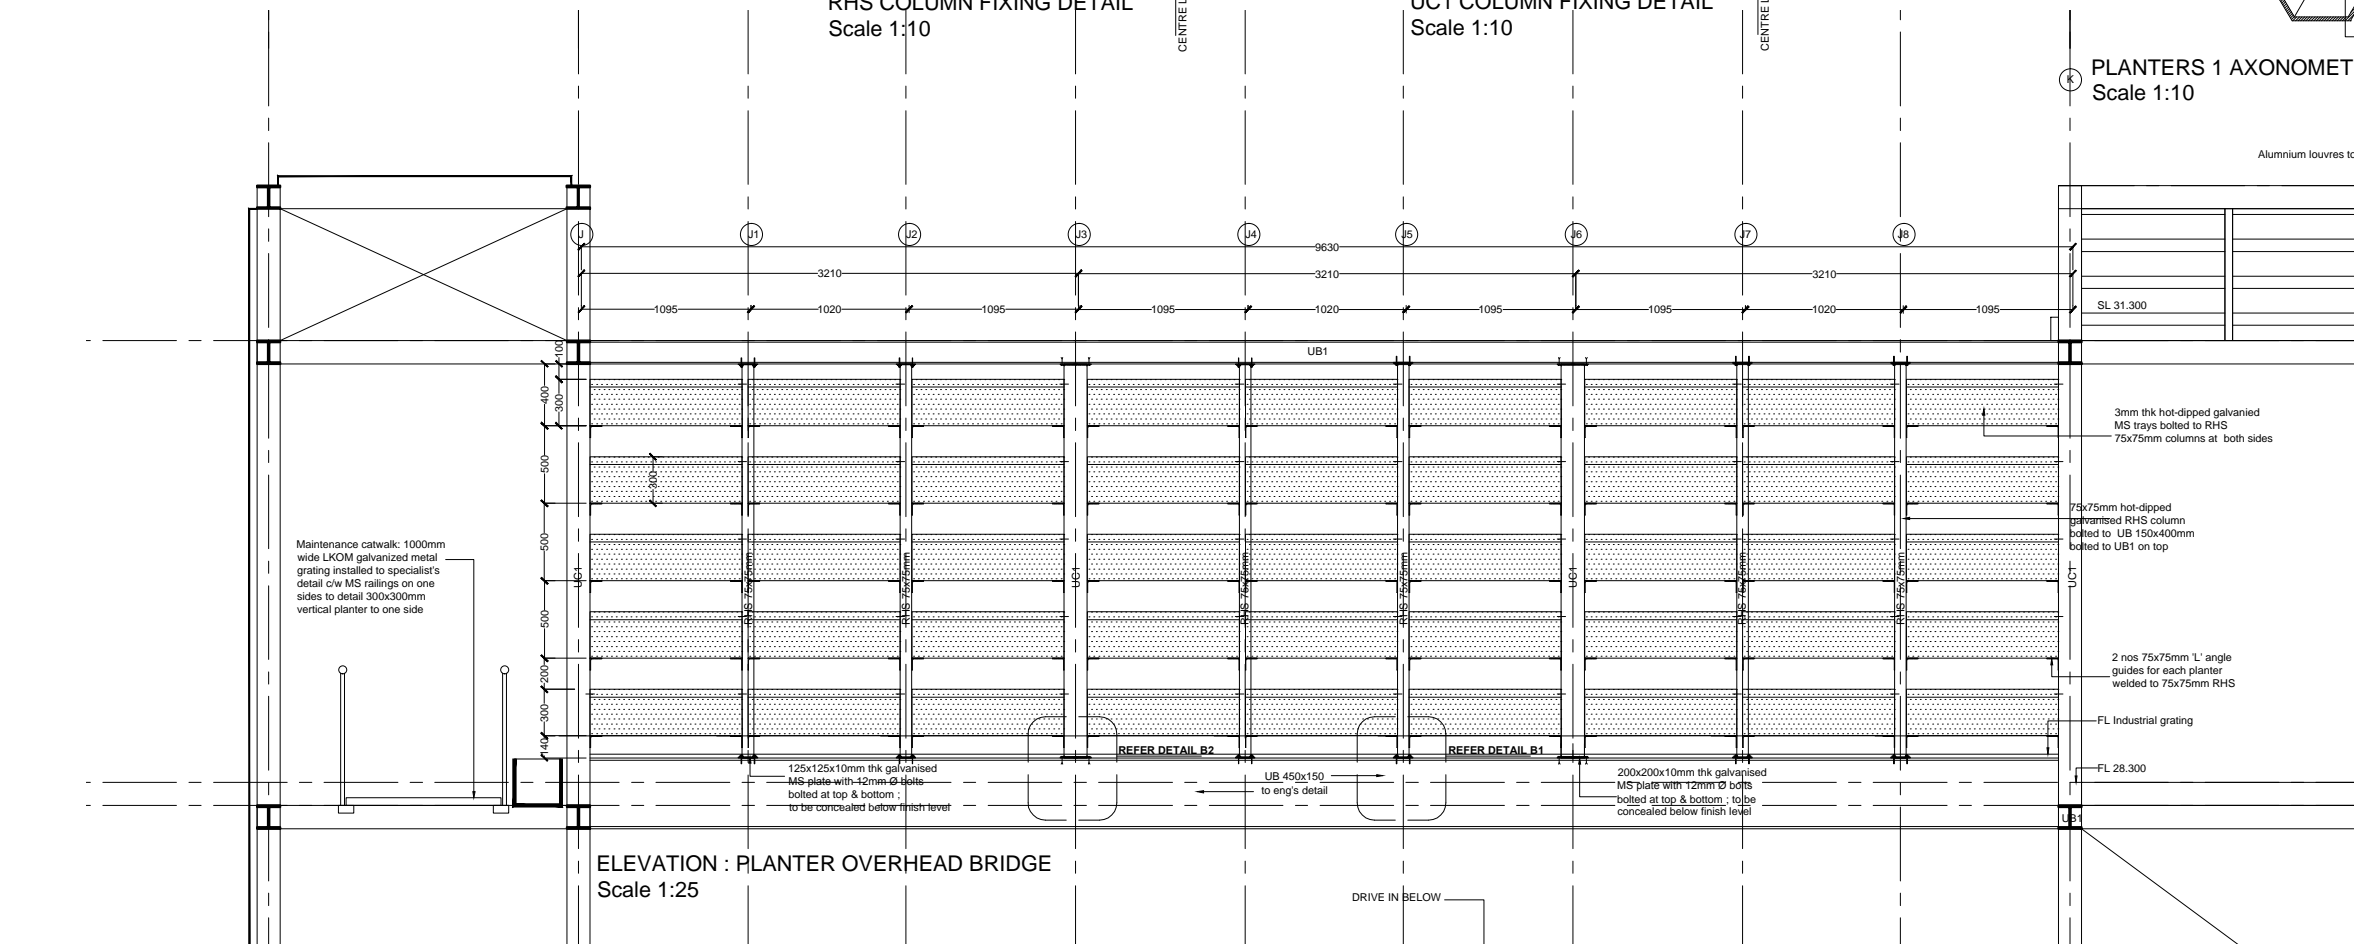 RHS COLUMN FIXING DETAIL
Scale 1:10
CENTRE L
UC1 COLUMN FIXING DETAIL
Scale 1:10
CENTRE L
K
PLANTERS 1 AXONOMET
Scale 1:10
Alumnium louvres to
J
J1
J2
J3
J4
J5
J6
J7
J8
9630
3210
3210
3210
1095
1020
1095
1095
1020
1095
1095
1020
1095
SL 31.300
UB1
100
400
300
500
300
500
500
200
300
140
3mm thk hot-dipped galvanied
MS trays bolted to RHS
75x75mm columns at both sides
75x75mm hot-dipped
galvanised RHS column
bolted to UB 150x400mm
bolted to UB1 on top
Maintenance catwalk: 1000mm
wide LKOM galvanized metal
grating installed to specialist's
detail c/w MS railings on one
sides to detail 300x300mm
vertical planter to one side
UC1
RHS 75x75mm
RHS 75x75mm
UC1
RHS 75x75mm
RHS 75x75mm
UC1
RHS 75x75mm
RHS 75x75mm
UC1
2 nos 75x75mm 'L' angle
guides for each planter
welded to 75x75mm RHS
FL Industrial grating
REFER DETAIL B2
REFER DETAIL B1
125x125x10mm thk galvanised
MS plate with 12mm Ø bolts
bolted at top & bottom ;
to be concealed below finish level
UB 450x150
to eng's detail
200x200x10mm thk galvanised
MS plate with 12mm Ø bolts
bolted at top & bottom ; to be
concealed below finish level
FL 28.300
UB1
ELEVATION : PLANTER OVERHEAD BRIDGE
Scale 1:25
DRIVE IN BELOW